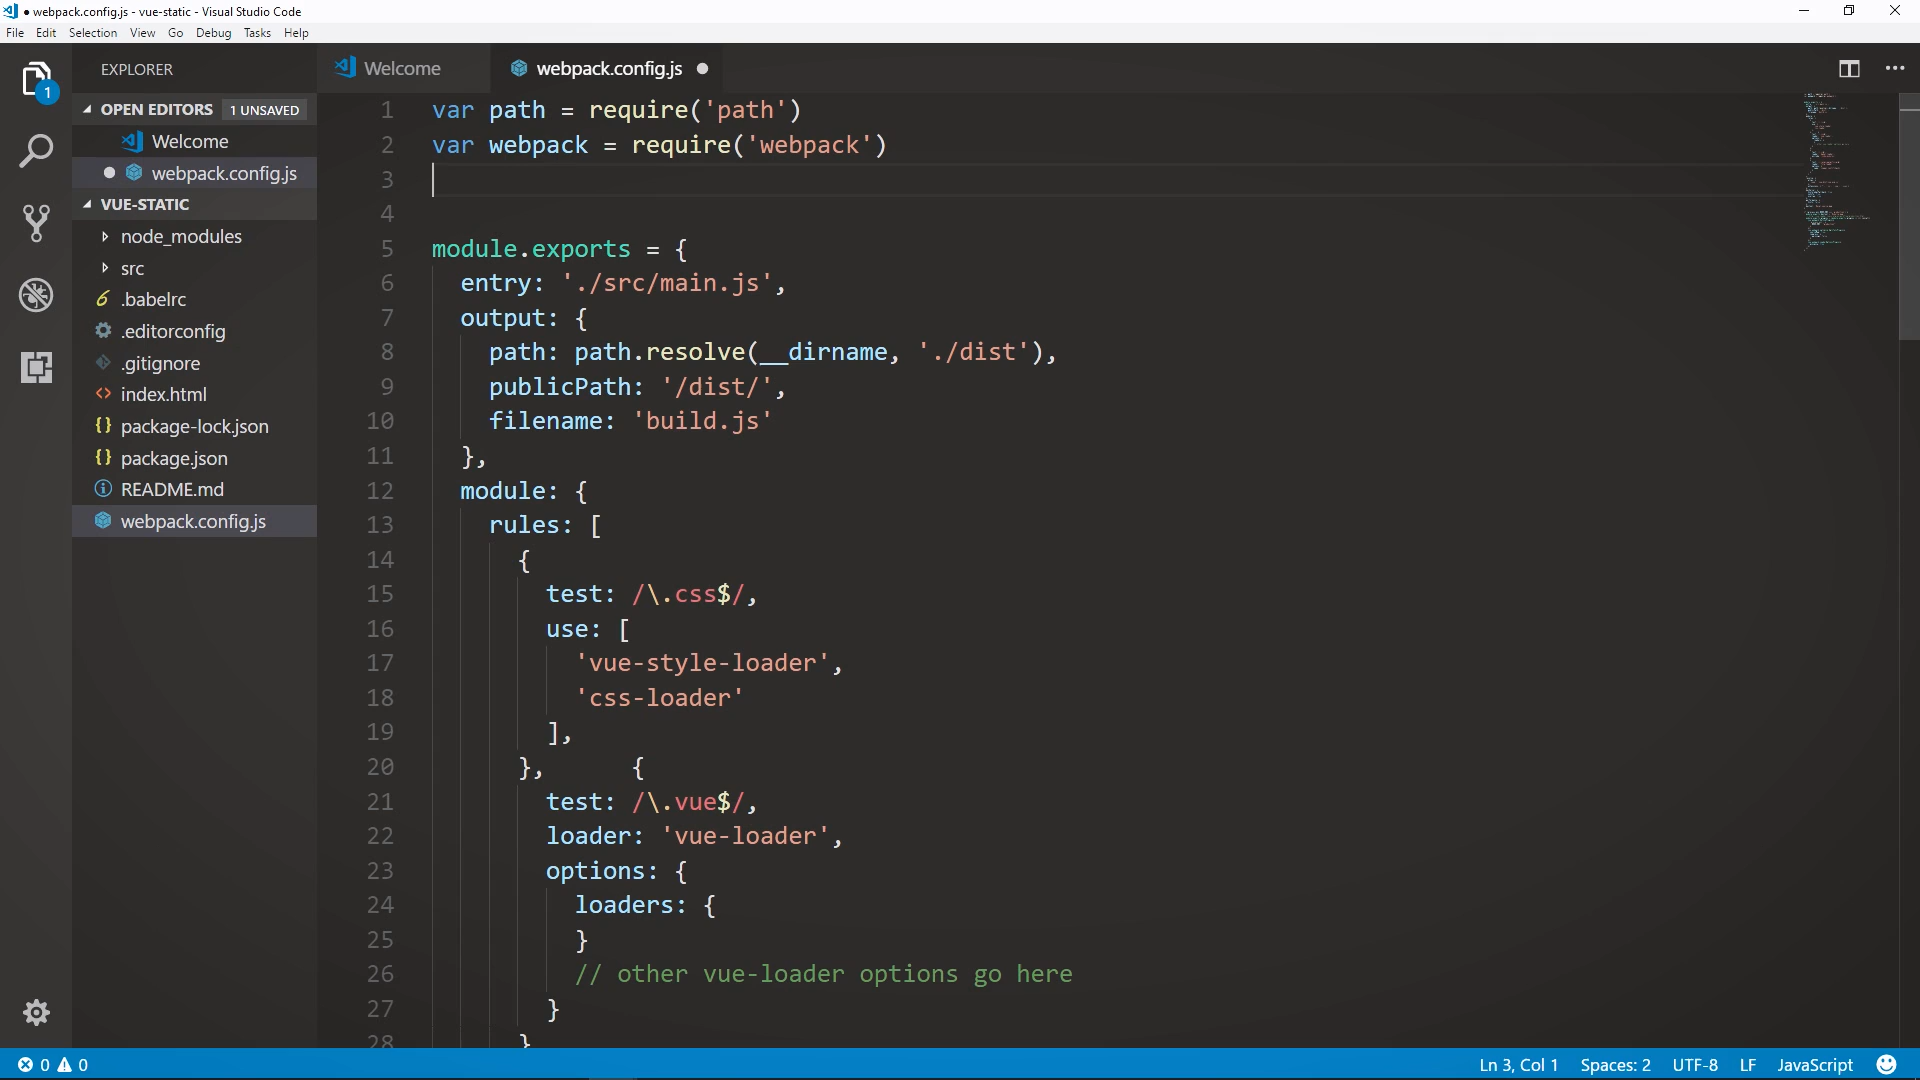 ● webpack.config.js - vue-static - Visual Studio Code
File Edit Selection View Go Debug Tasks Help
EXPLORER
Welcome
webpack.config.js ●
1
OPEN EDITORS 1 UNSAVED
Welcome
● webpack.config.js
VUE-STATIC
node_modules
src
.babelrc
.editorconfig
.gitignore
index.html
package-lock.json
package.json
README.md
webpack.config.js
1 var path = require('path')
2 var webpack = require('webpack')
3
4
5 module.exports = {
6 entry: './src/main.js',
7 output: {
8 path: path.resolve(__dirname, './dist'),
9 publicPath: '/dist/',
10 filename: 'build.js'
11 },
12 module: {
13 rules: [
14 {
15 test: /\.css$/,
16 use: [
17 'vue-style-loader',
18 'css-loader'
19 ],
20 }, {
21 test: /\.vue$/,
22 loader: 'vue-loader',
23 options: {
24 loaders: {
25 }
26 // other vue-loader options go here
27 }
28 }
0 0
Ln 3, Col 1 Spaces: 2 UTF-8 LF JavaScript